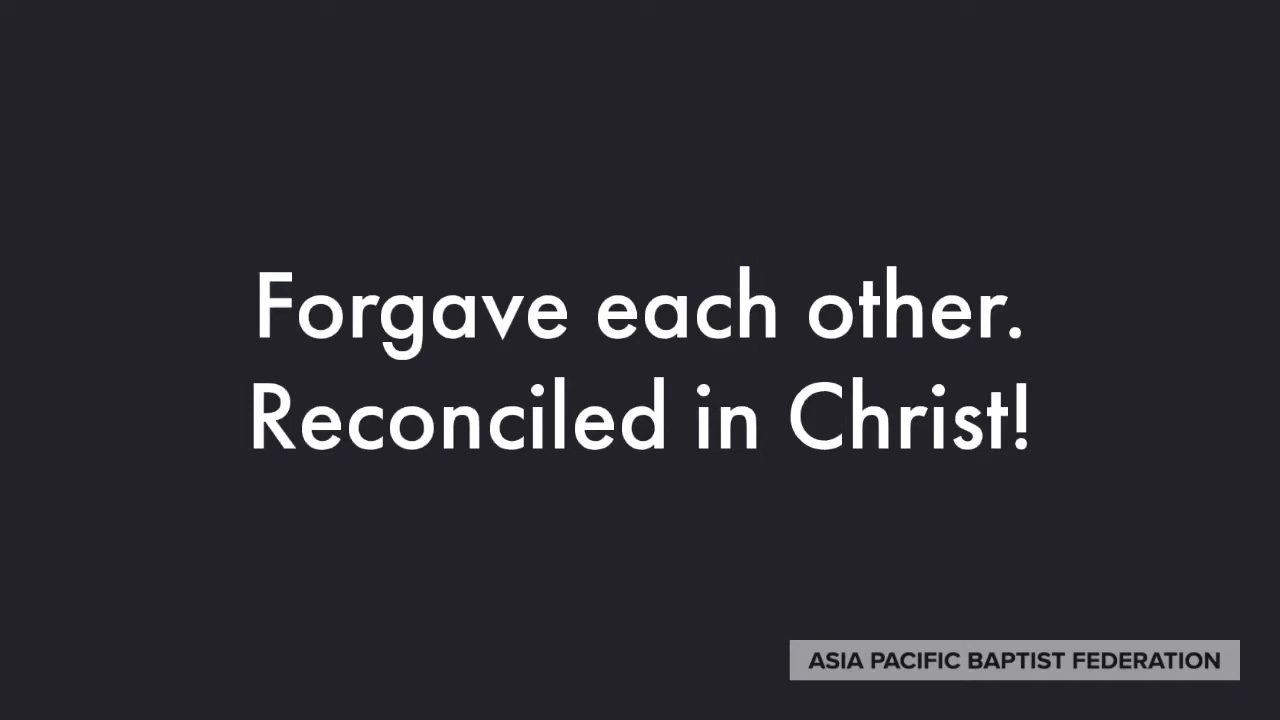 Forgave each other.
Reconciled in Christ!
ASIA PACIFIC BAPTIST FEDERATION